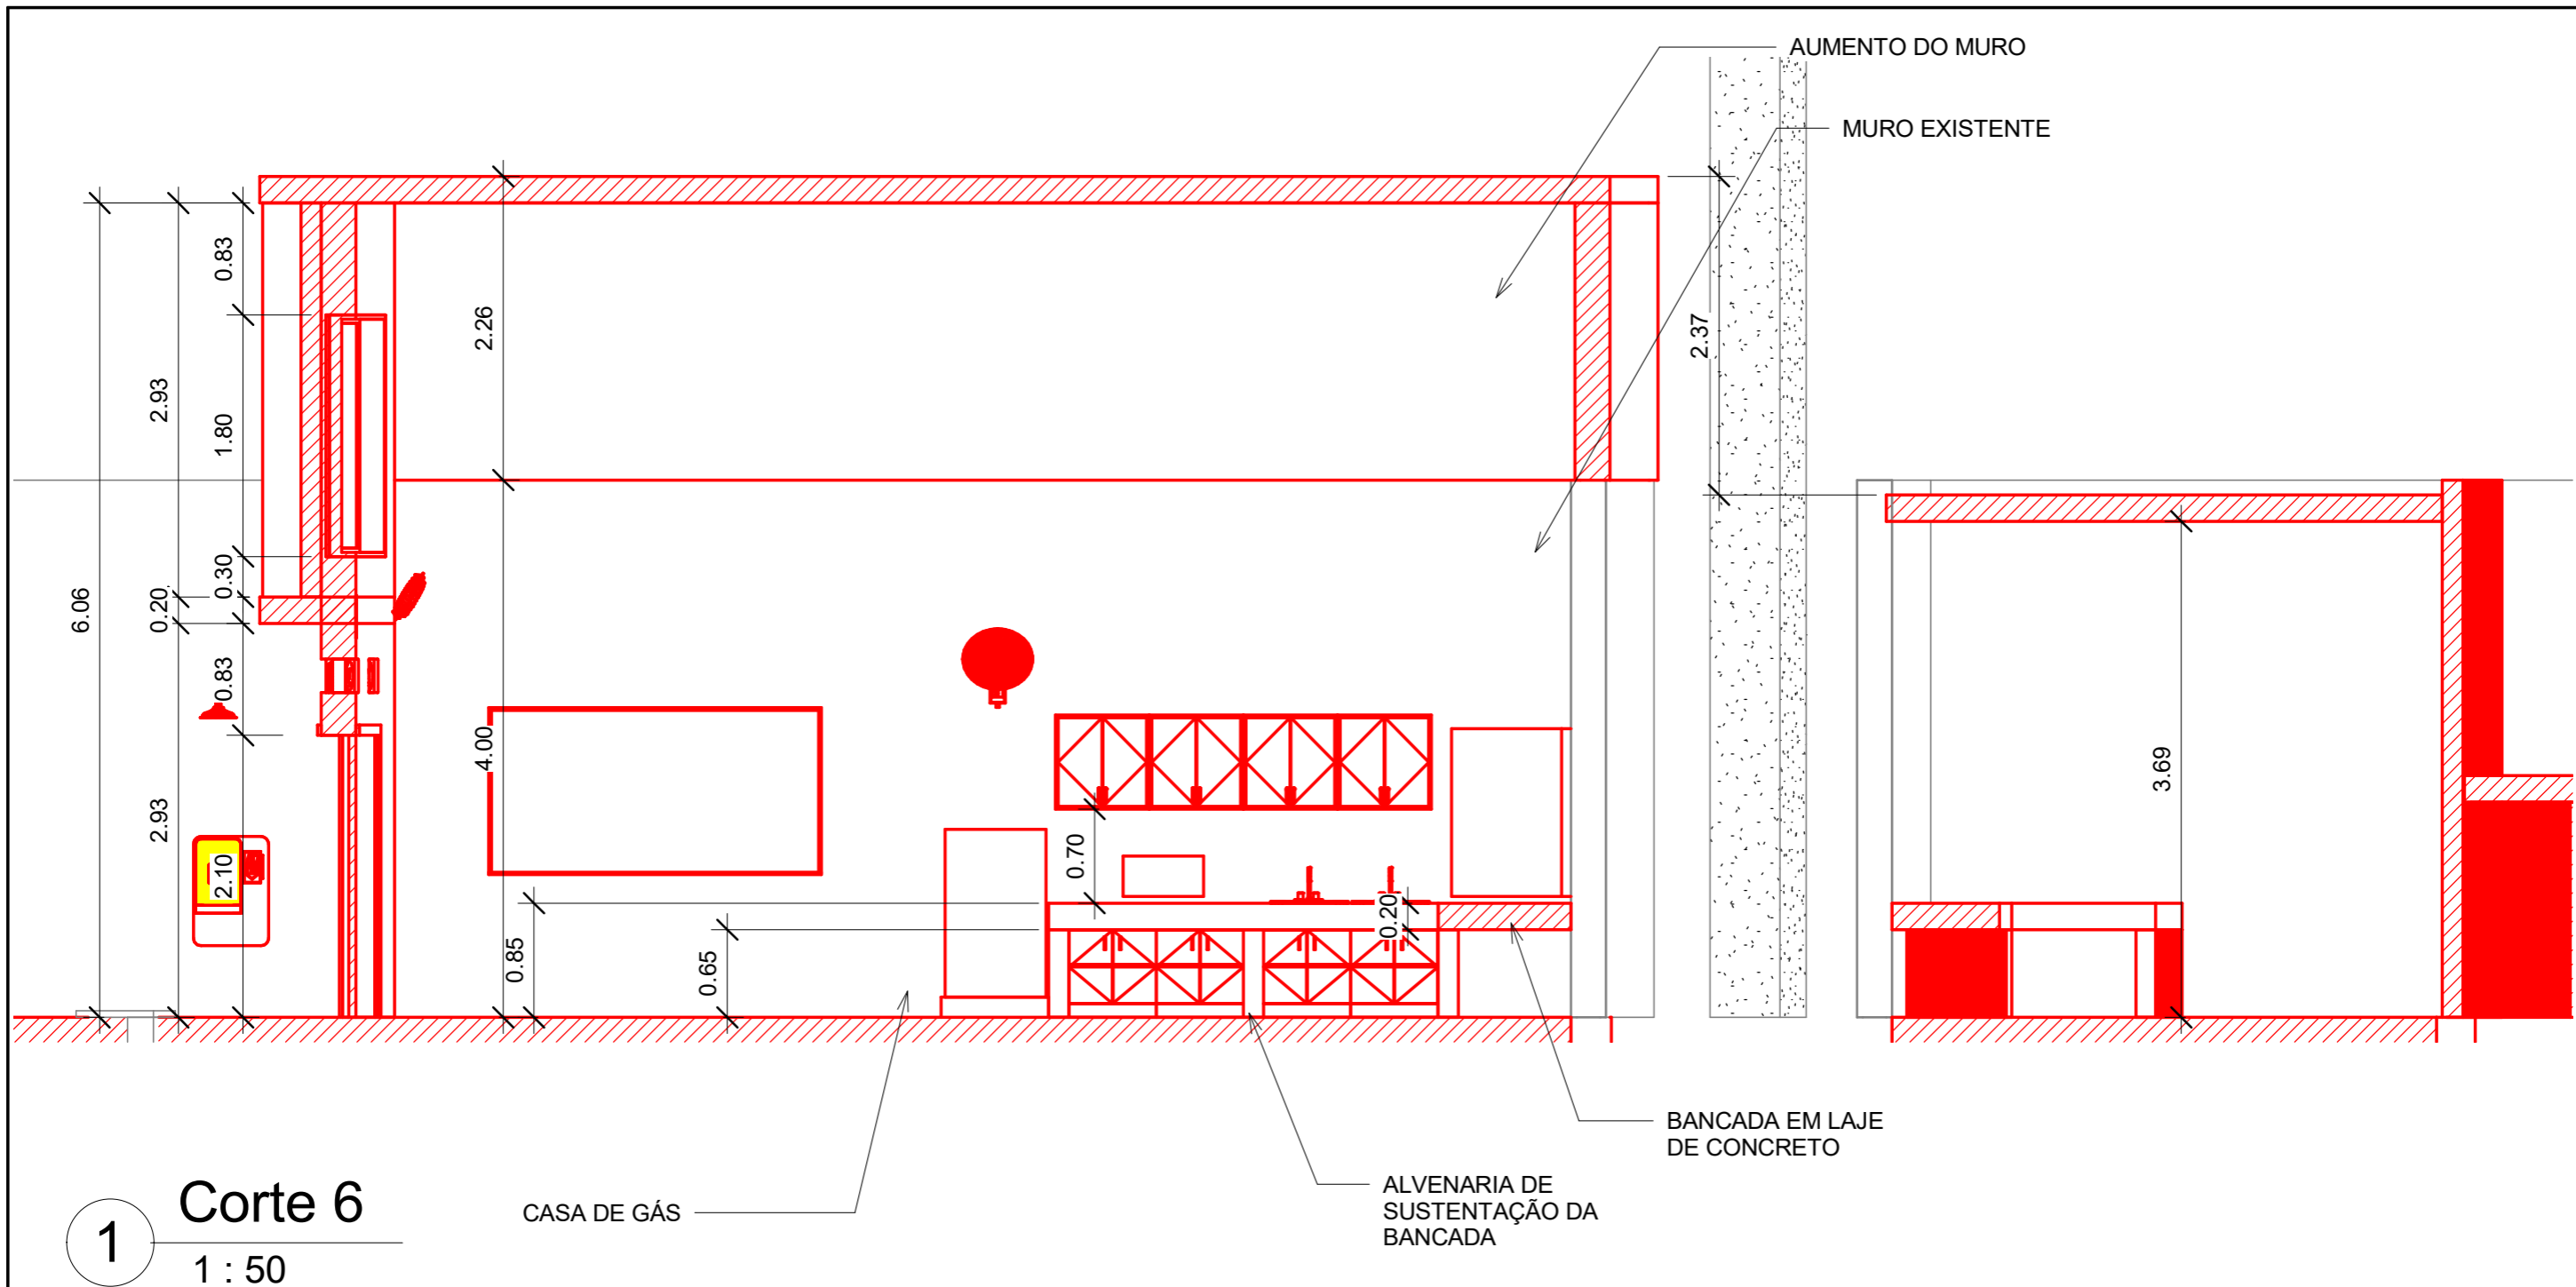 AUMENTO DO MURO
MURO EXISTENTE
0.83
2.26
2.37
2.93
1.80
0.30
6.06
0.20
0.83
4.00
3.69
2.93
2.10
0.70
0.20
0.85
0.65
BANCADA EM LAJE
DE CONCRETO
ALVENARIA DE
SUSTENTAÇÃO DA
BANCADA
CASA DE GÁS
1
Corte 6
1 : 50